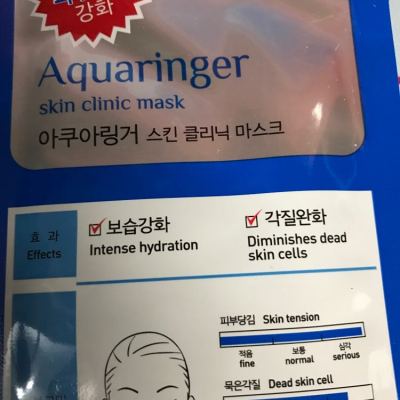 강화
Aquaringer
skin clinic mask
아쿠아링거 스킨 클리닉 마스크
효 과
Effects
보습강화
Intense hydration
각질완화
Diminishes dead
skin cells
피부당김 Skin tension
적음 보통 심각
fine normal serious
묵은각질 Dead skin cell